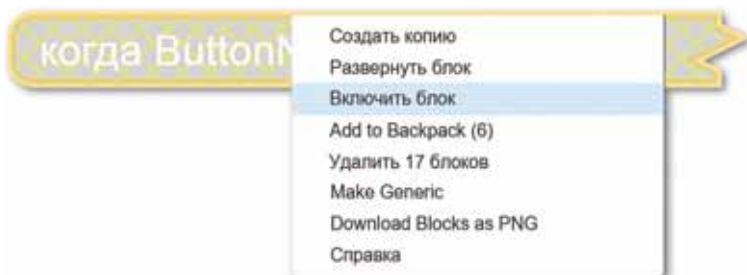 когда Button
Создать копию
Развернуть блок
Включить блок
Add to Backpack (6)
Удалить 17 блоков
Make Generic
Download Blocks as PNG
Справка